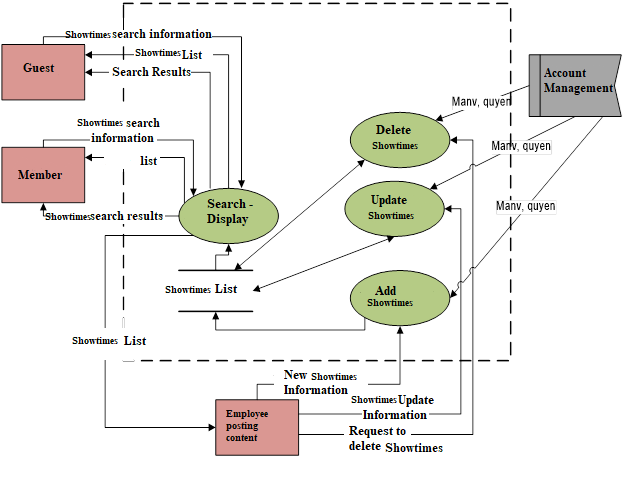 Showtimes search information
Showtimes List
Search Results
Guest
Account
Management
Manv, quyen
Delete
Showtimes
Manv, quyen
Showtimes search
information
list
Member
Showtimes search results
Search -
Display
Update
Showtimes
Manv, quyen
Showtimes List
Add
Showtimes
Showtimes List
New Showtimes
Information
Showtimes Update
Information
Employee
posting
content
Request to
delete Showtimes